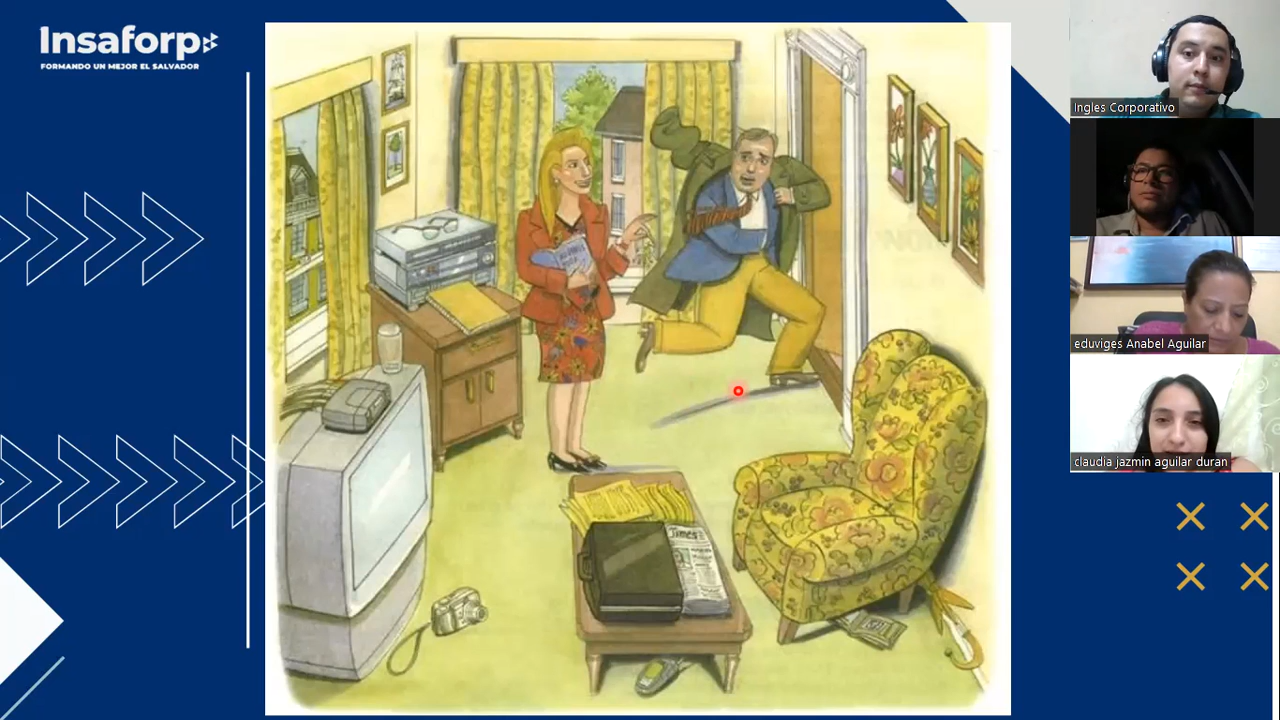 Insaforp
FORMANDO UN MEJOR EL SALVADOR
Times
Ingles Corporativo
eduviges Anabel Aguilar
claudia jazmin aguilar duran